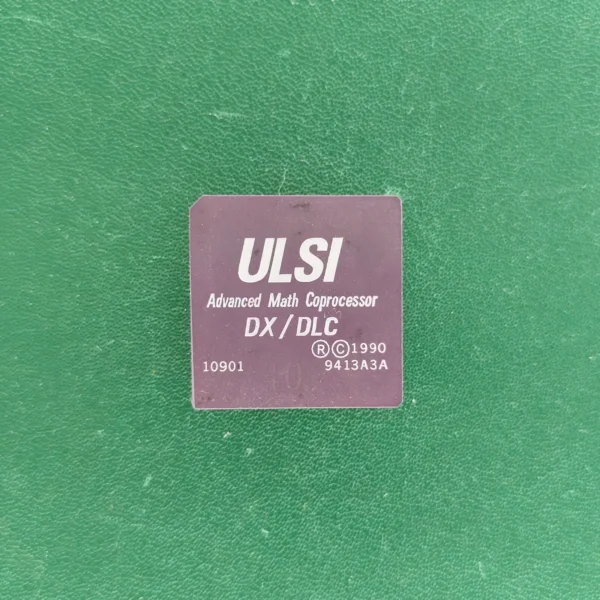 ULSI
Advanced Math Coprocessor
DX/DLC
®©1990
10901 9413A3A